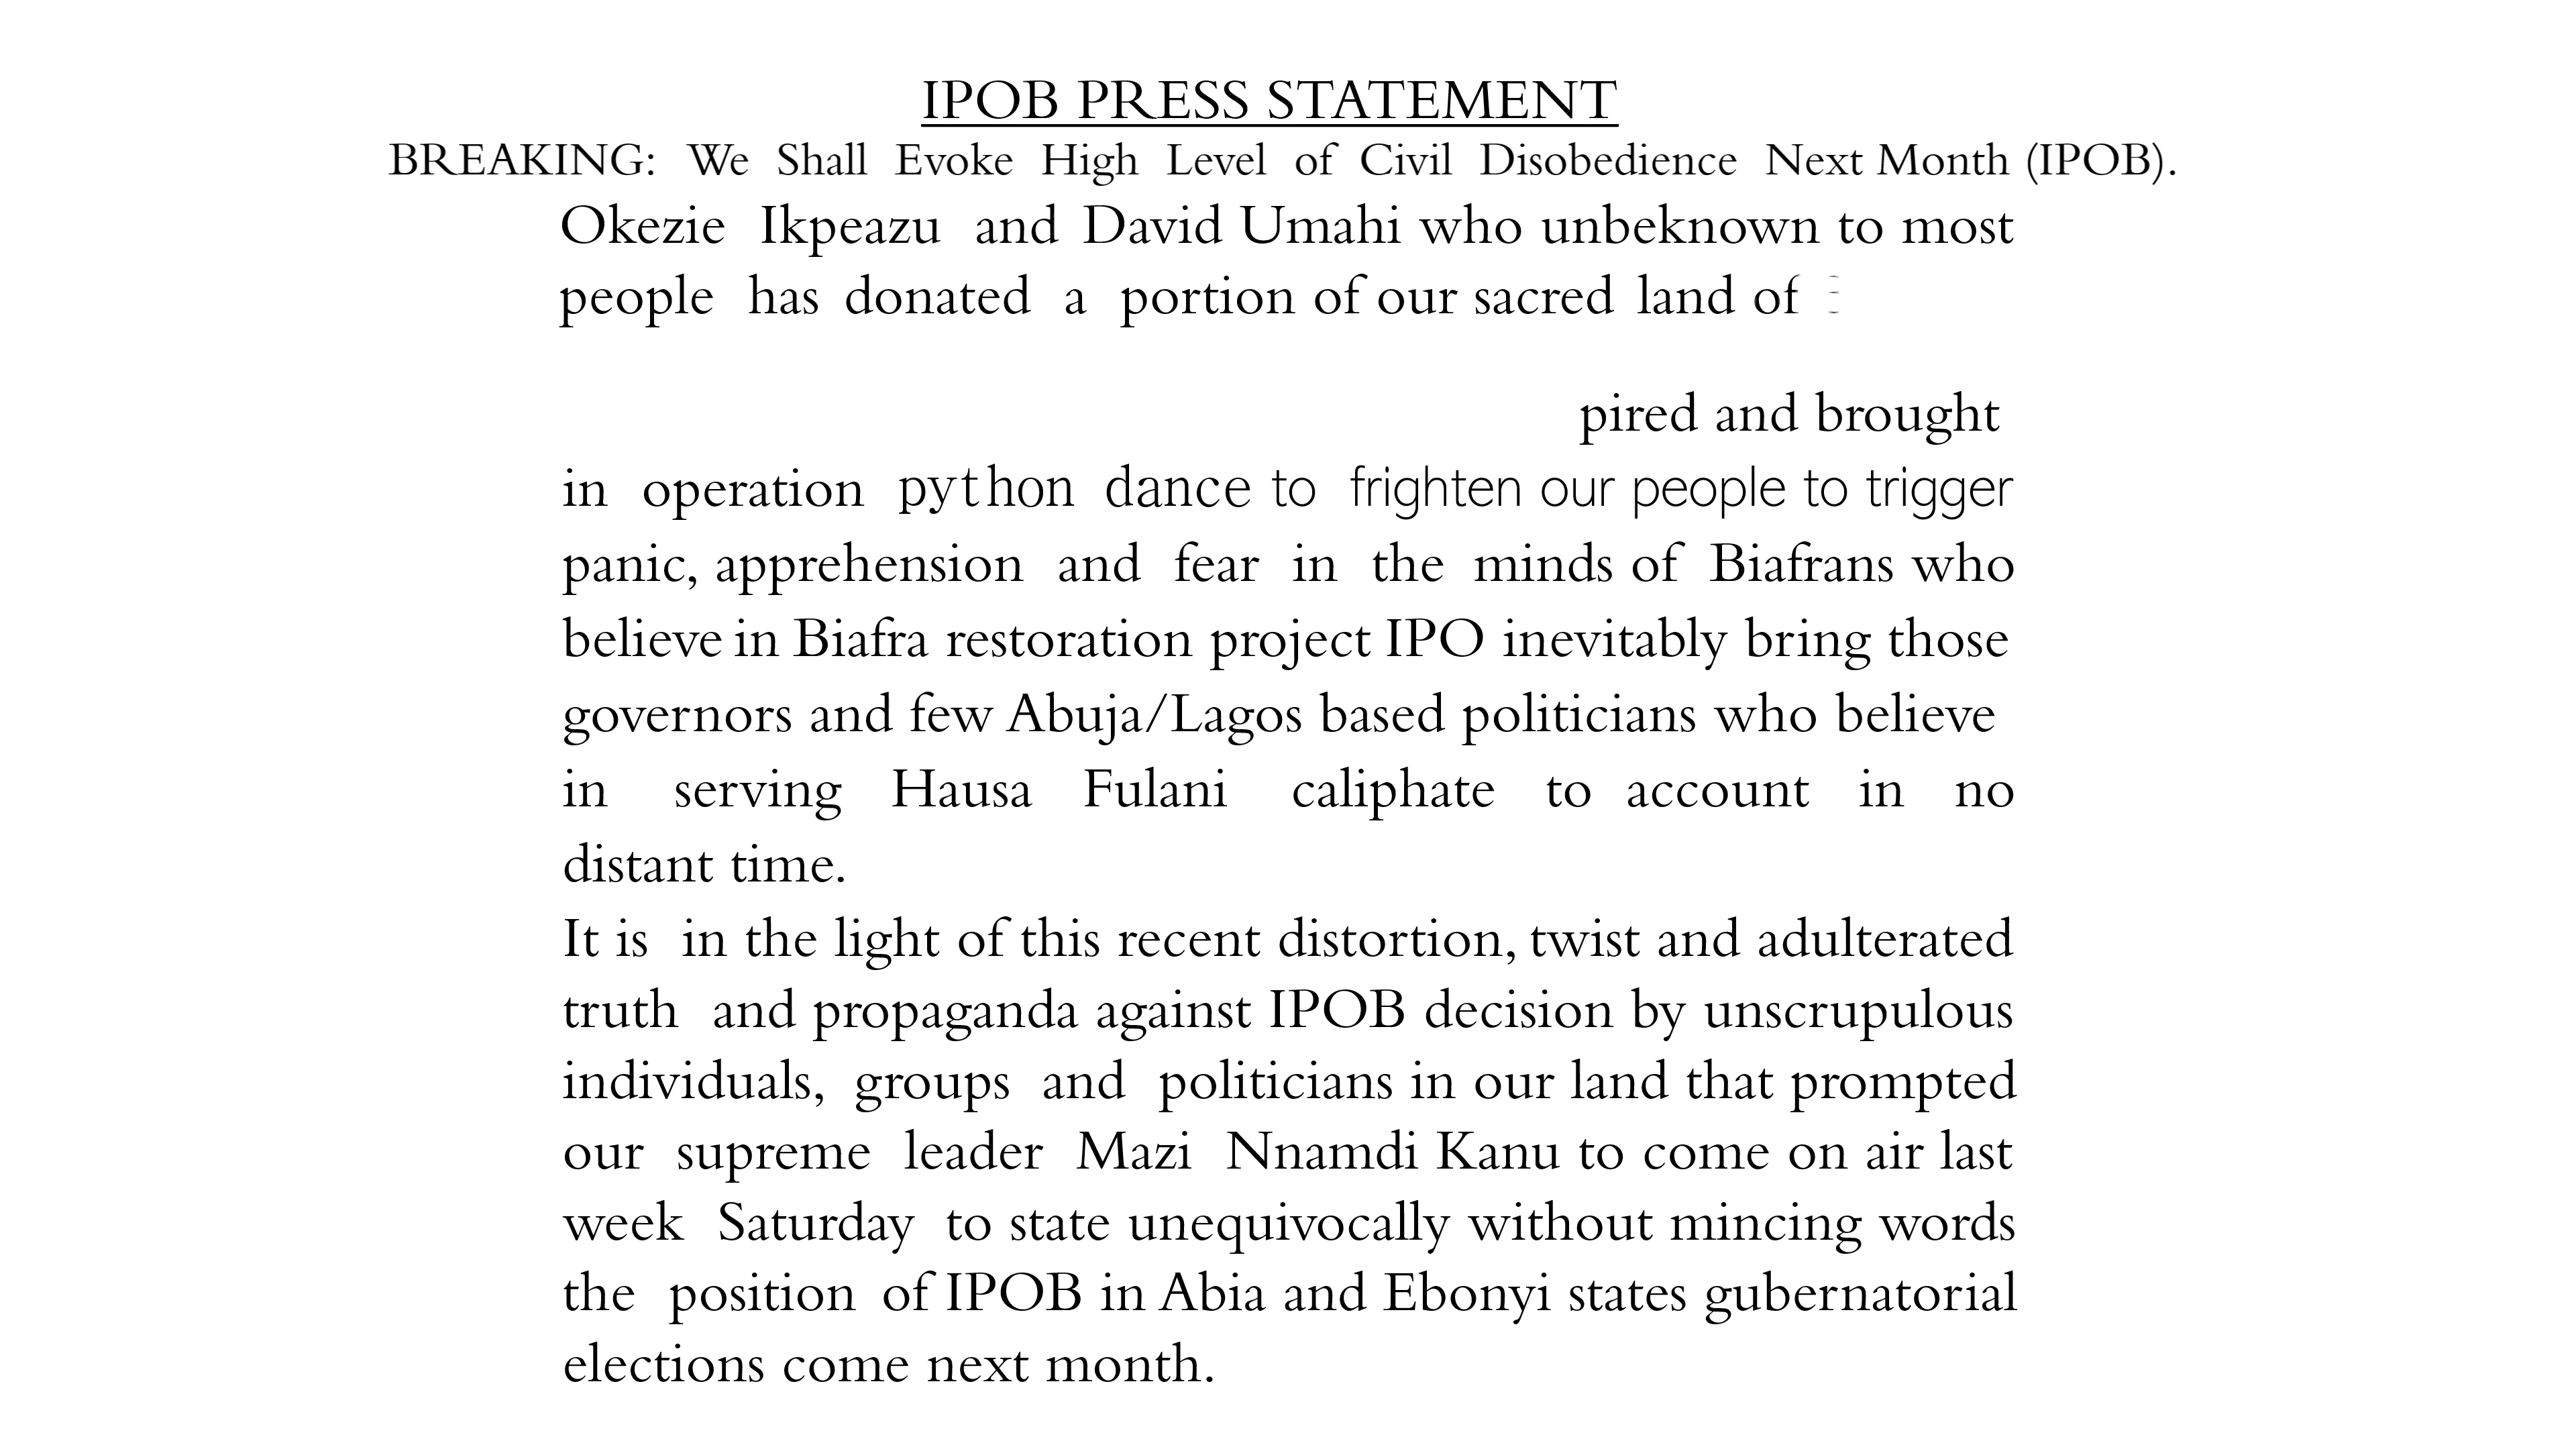 IPOB PRESS STATEMENT
BREAKING: We Shall Evoke High Level of Civil Disobedience Next Month (IPOB).
Okezie Ikpeazu and David Umahi who unbeknown to most
people has donated a portion of our sacred land of
pired and brought
in operation python dance to frighten our people to trigger
panic, apprehension and fear in the minds of Biafrans who
believe in Biafra restoration project IPO inevitably bring those
governors and few Abuja/Lagos based politicians who believe
in serving Hausa Fulani caliphate to account in no
distant time.
It is in the light of this recent distortion, twist and adulterated
truth and propaganda against IPOB decision by unscrupulous
individuals, groups and politicians in our land that prompted
our supreme leader Mazi Nnamdi Kanu to come on air last
week Saturday to state unequivocally without mincing words
the position of IPOB in Abia and Ebonyi states gubernatorial
elections come next month.